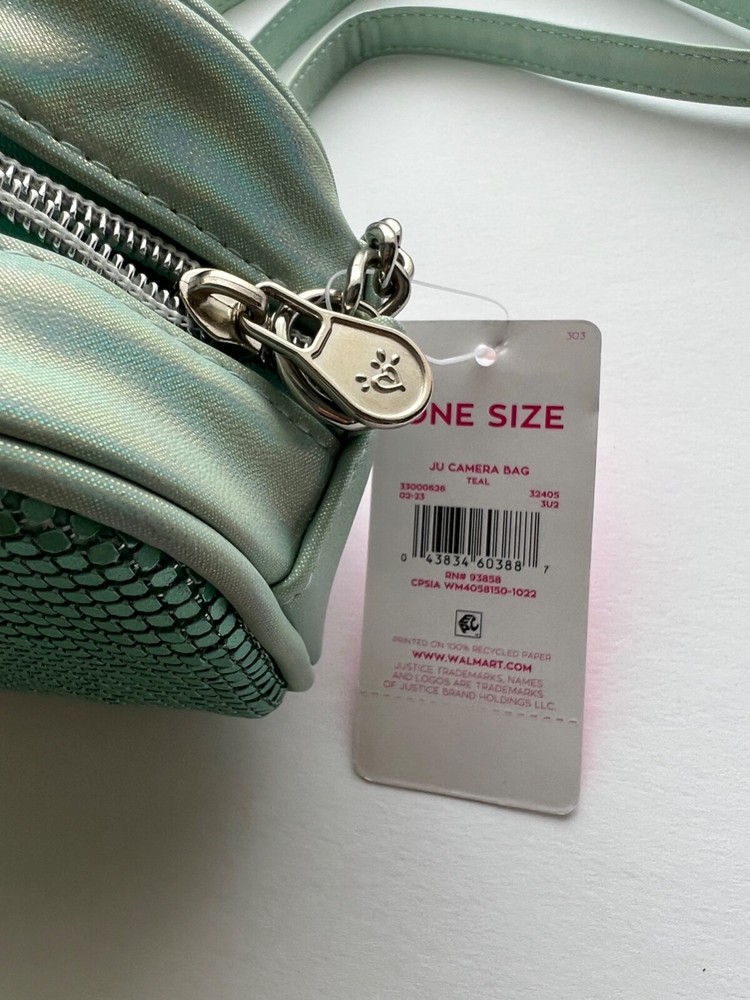 303
ONE SIZE
JU CAMERA BAG
TEAL
33000626 32405
02-23 3U2
0 43834 60388 7
RN# 93858
CPSIA WM4058150-1022
PRINTED ON 100% RECYCLED PAPER
WWW.WALMART.COM
JUSTICE TRADEMARKS, NAMES
AND LOGOS ARE TRADEMARKS
OF JUSTICE BRAND HOLDINGS LLC.